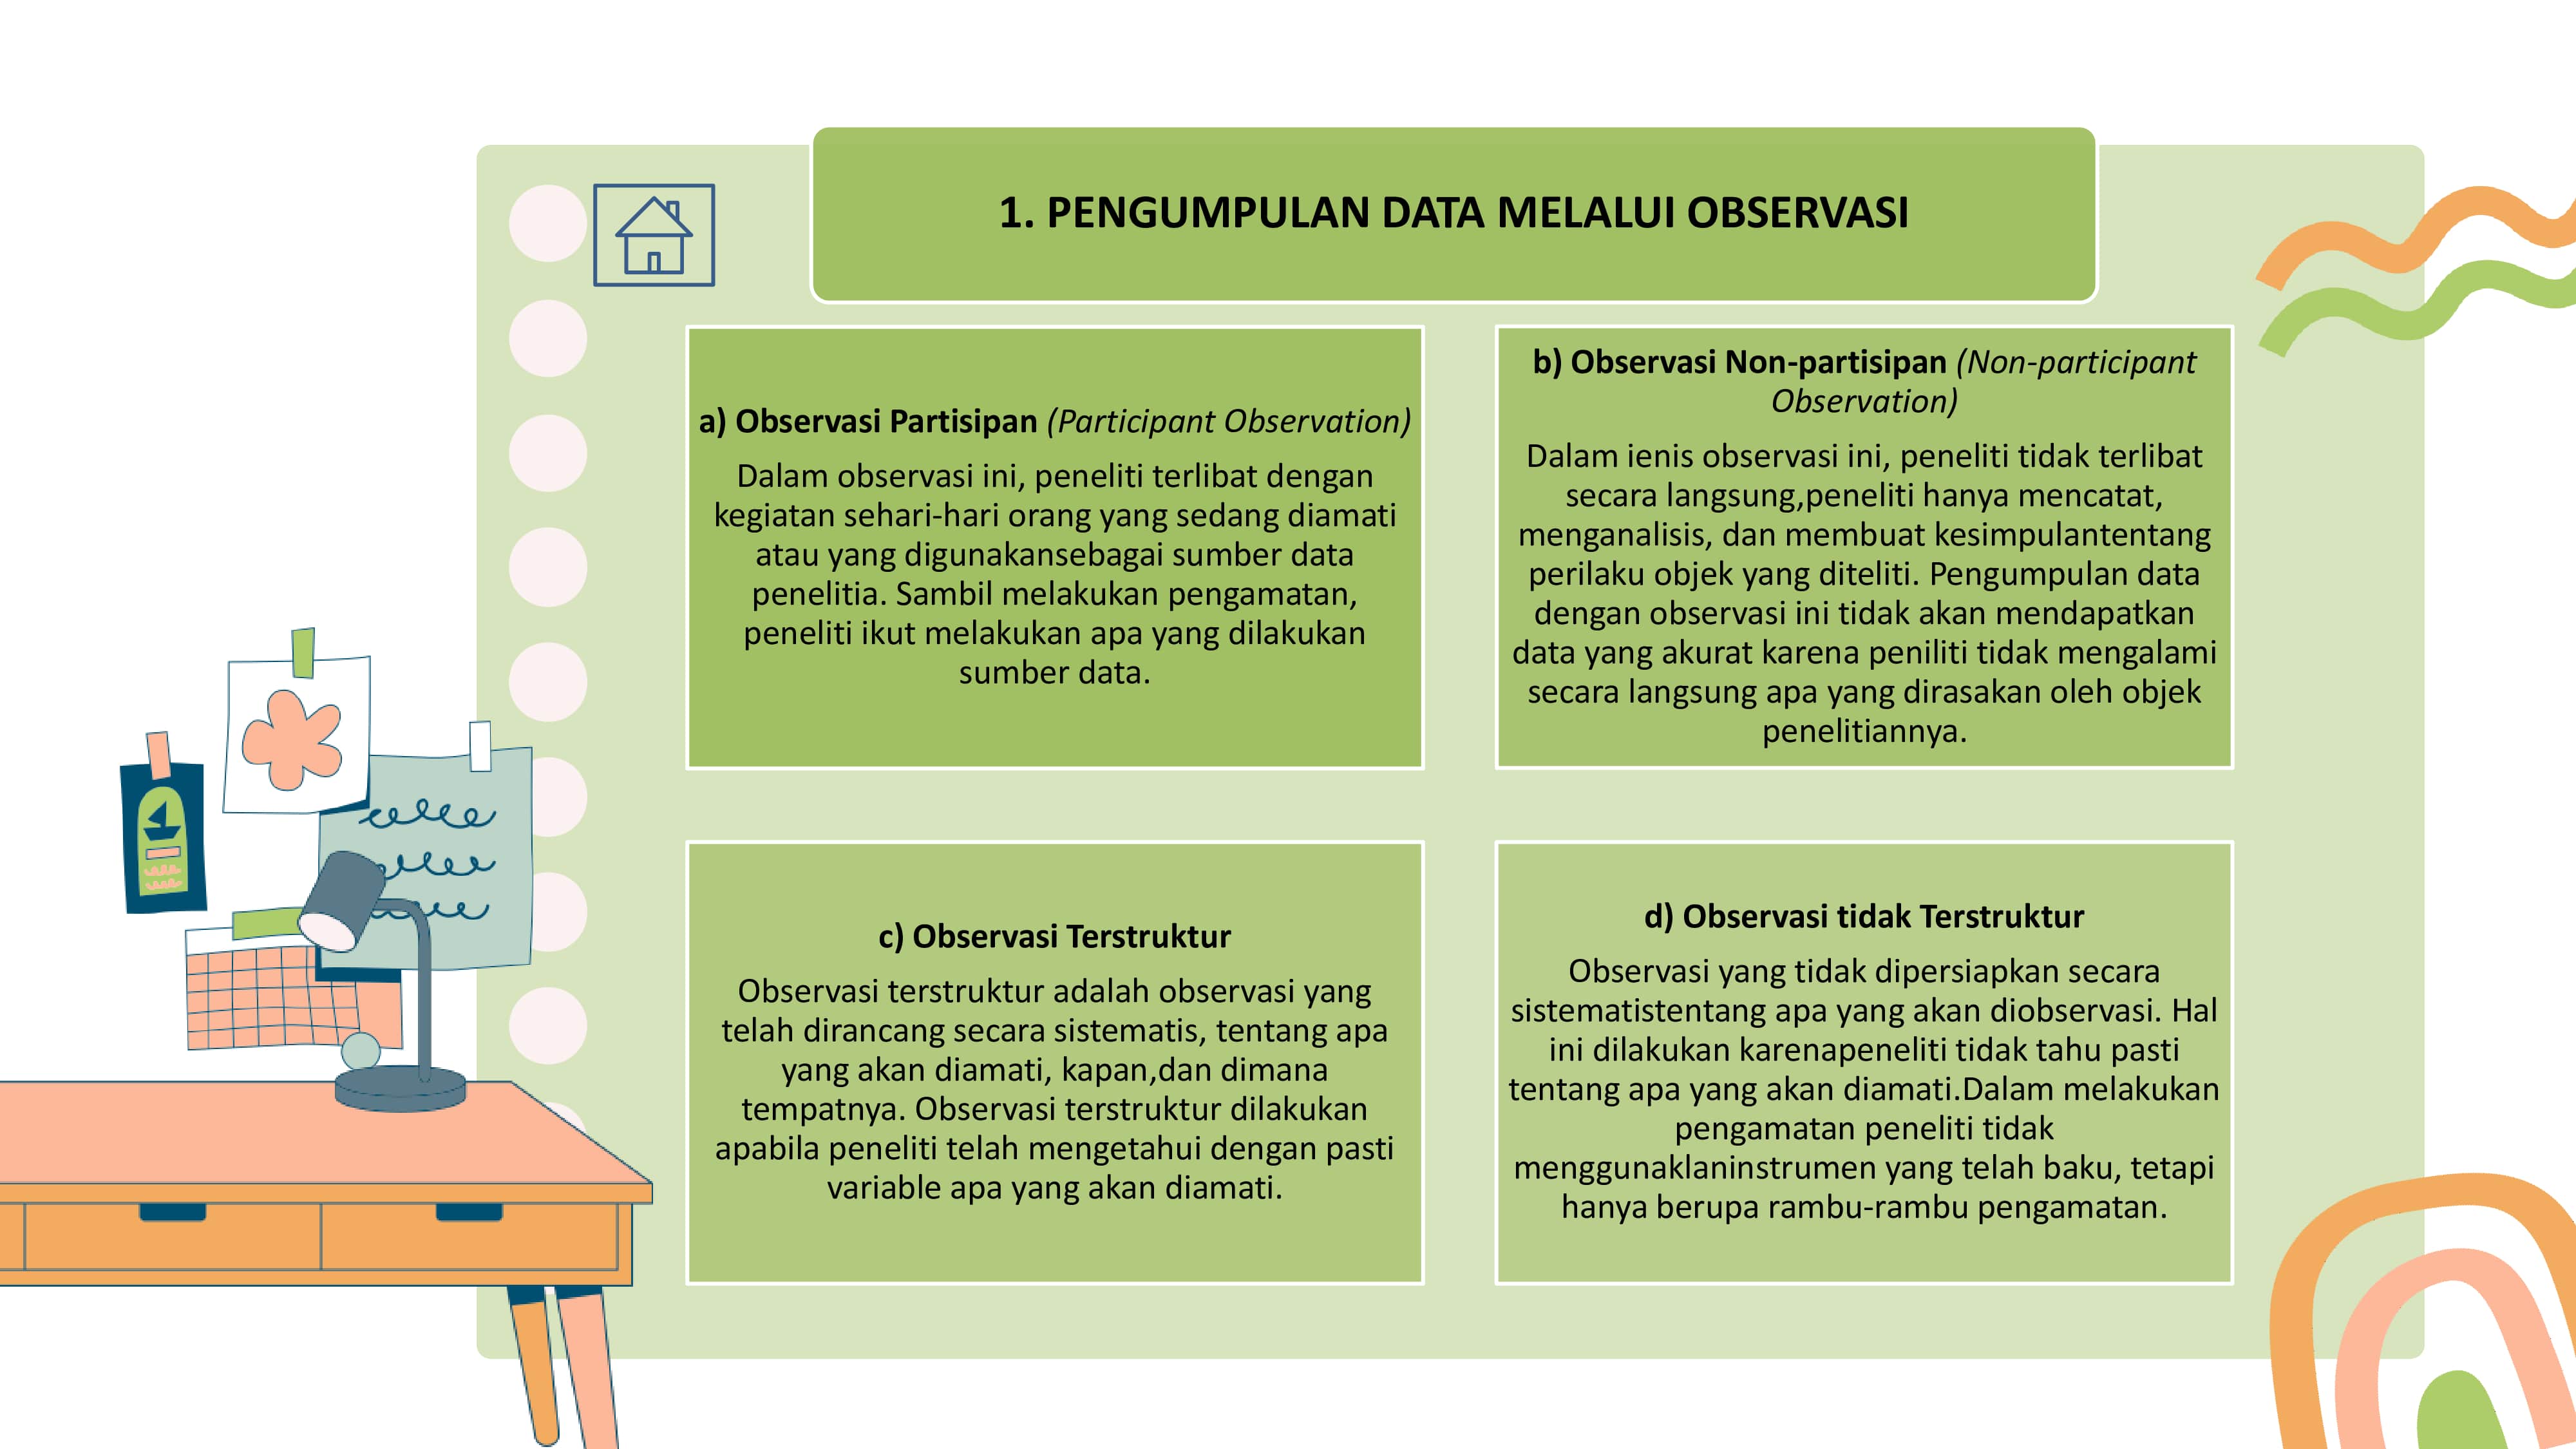 1. PENGUMPULAN DATA MELALUI OBSERVASI
a) Observasi Partisipan (Participant Observation)
Dalam observasi ini, peneliti terlibat dengan
kegiatan sehari-hari orang yang sedang diamati
atau yang digunakansebagai sumber data
penelitia. Sambil melakukan pengamatan,
peneliti ikut melakukan apa yang dilakukan
sumber data.
b) Observasi Non-partisipan (Non-participant
Observation)
Dalam ienis observasi ini, peneliti tidak terlibat
secara langsung,peneliti hanya mencatat,
menganalisis, dan membuat kesimpulantentang
perilaku objek yang diteliti. Pengumpulan data
dengan observasi ini tidak akan mendapatkan
data yang akurat karena peniliti tidak mengalami
secara langsung apa yang dirasakan oleh objek
penelitiannya.
c) Observasi Terstruktur
Observasi terstruktur adalah observasi yang
telah dirancang secara sistematis, tentang apa
yang akan diamati, kapan,dan dimana
tempatnya. Observasi terstruktur dilakukan
apabila peneliti telah mengetahui dengan pasti
variable apa yang akan diamati.
d) Observasi tidak Terstruktur
Observasi yang tidak dipersiapkan secara
sistematistentang apa yang akan diobservasi. Hal
ini dilakukan karenapeneliti tidak tahu pasti
tentang apa yang akan diamati.Dalam melakukan
pengamatan peneliti tidak
menggunaklaninstrumen yang telah baku, tetapi
hanya berupa rambu-rambu pengamatan.